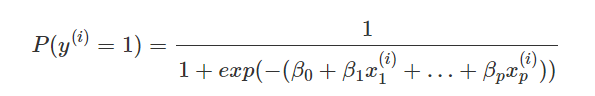 P(y^{(i)} = 1) = \frac{1}{1 + exp(-(\beta_0 + \beta_1 x_1^{(i)} + \ldots + \beta_p x_p^{(i)}))}